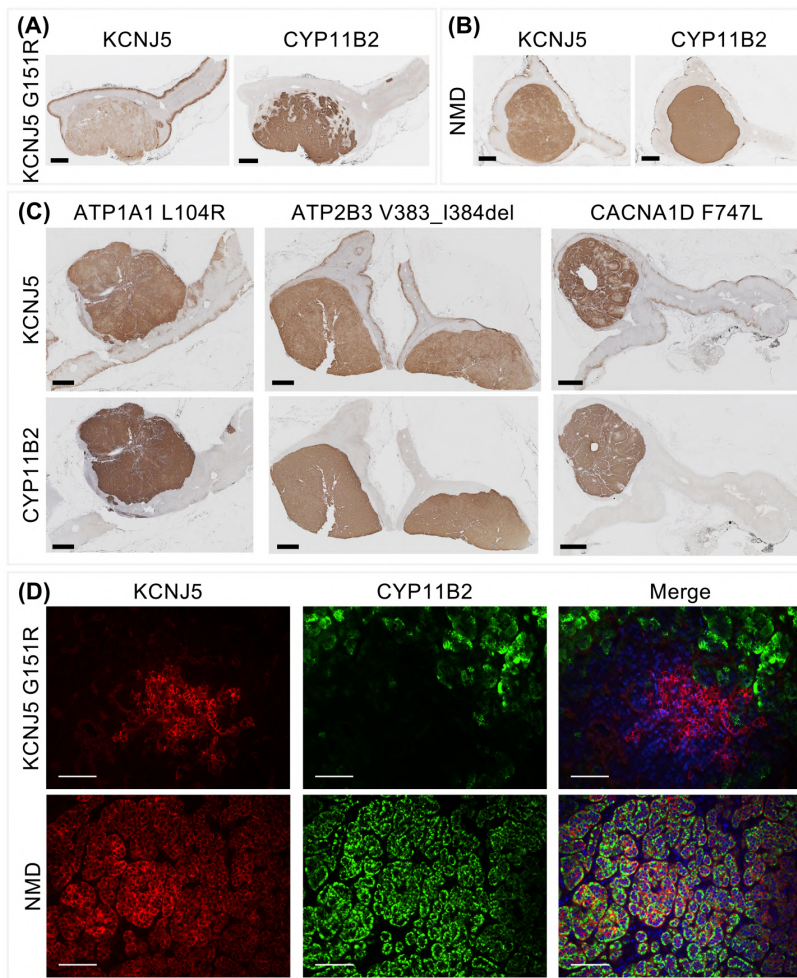 (A)
KCNJ5 CYP11B2
KCNJ5 G151R
(B)
KCNJ5 CYP11B2
NMD
(C)
ATP1A1 L104R ATP2B3 V383_I384del CACNA1D F747L
KCNJ5
CYP11B2
(D)
KCNJ5 CYP11B2 Merge
KCNJ5 G151R
NMD